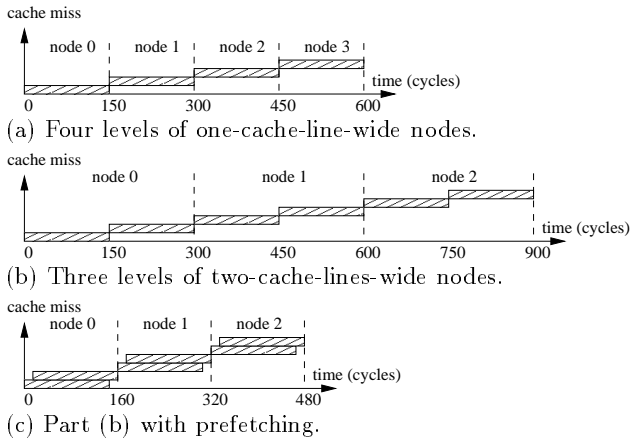 cache miss
node 0 node 1 node 2 node 3
time (cycles)
0 150 300 450 600
(a) Four levels of one-cache-line-wide nodes.
cache miss
node 0 node 1 node 2
time (cycles)
0 150 300 450 600 750 900
(b) Three levels of two-cache-lines-wide nodes.
cache miss
node 0 node 1 node 2
time (cycles)
0 160 320 480
(c) Part (b) with prefetching.